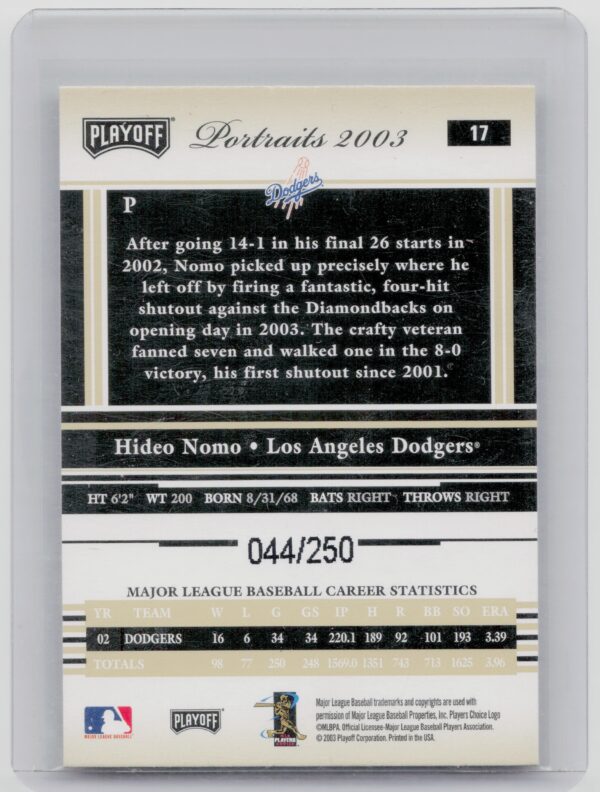 PLAYOFF Portraits 2003 17
Dodgers
P
After going 14-1 in his final 26 starts in
2002, Nomo picked up precisely where he
left off by firing a fantastic, four-hit
shutout against the Diamondbacks on
opening day in 2003. The crafty veteran
fanned seven and walked one in the 8-0
victory, his first shutout since 2001.
Hideo Nomo • Los Angeles Dodgers®
HT 6'2" WT 200 BORN 8/31/68 BATS RIGHT THROWS RIGHT
044/250
MAJOR LEAGUE BASEBALL CAREER STATISTICS
YR TEAM W L G GS IP H R BB SO ERA
02 DODGERS 16 6 34 34 220.1 189 92 101 193 3.39
TOTALS 98 77 250 248 1569.0 1351 743 713 1625 3.96
Major League Baseball trademarks and copyrights are used with
permission of Major League Baseball Properties, Inc. Players Choice Logo
©MLBPA. Official Licensee-Major League Baseball Players Association.
© 2003 Playoff Corporation. Printed in the USA.
MAJOR LEAGUE BASEBALL
PLAYOFF
PLAYERS
CHOICE